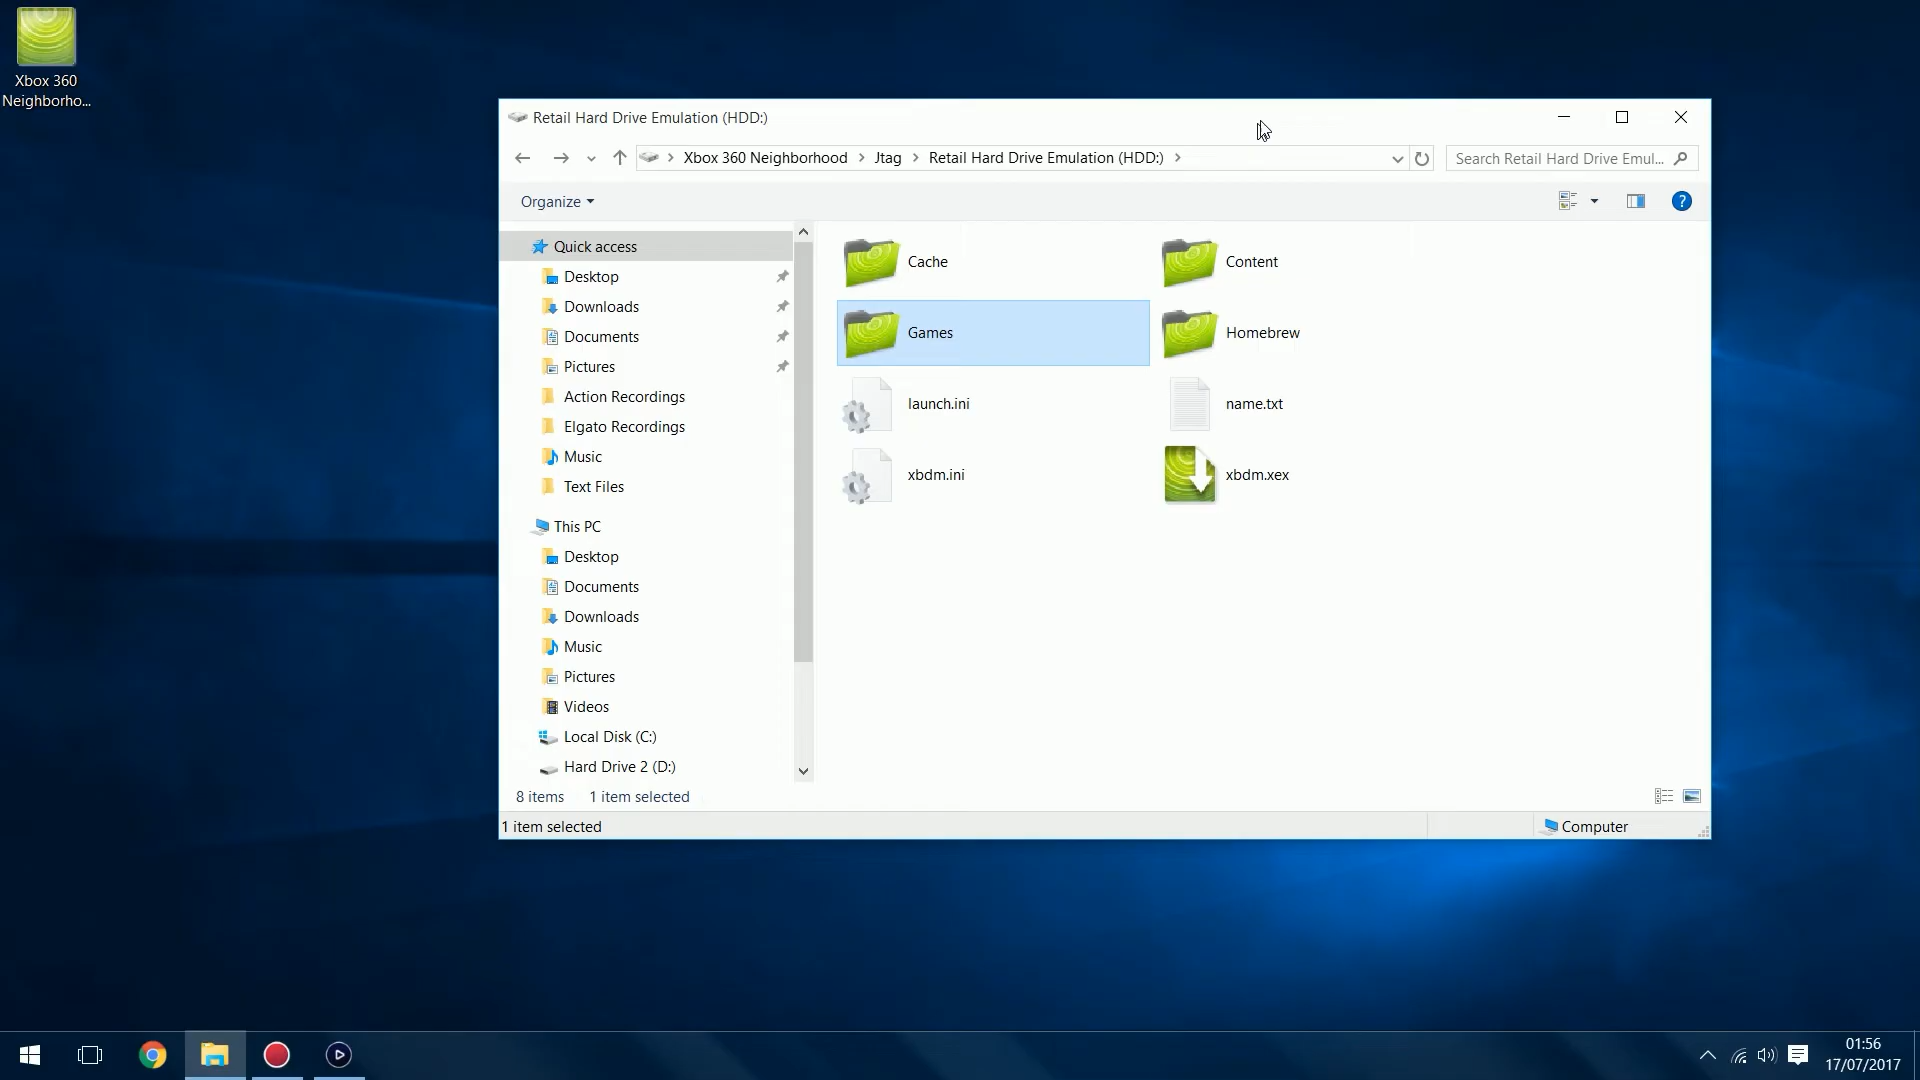 Xbox 360
Neighborho...
Retail Hard Drive Emulation (HDD:)
Xbox 360 Neighborhood > Jtag > Retail Hard Drive Emulation (HDD:) >
Search Retail Hard Drive Emul...
Organize
?
Quick access
Desktop
Downloads
Documents
Pictures
Action Recordings
Elgato Recordings
Music
Text Files
This PC
Desktop
Documents
Downloads
Music
Pictures
Videos
Local Disk (C:)
Hard Drive 2 (D:)
Cache
Content
Games
Homebrew
launch.ini
name.txt
xbdm.ini
xbdm.xex
8 items 1 item selected
1 item selected
Computer
01:56
17/07/2017